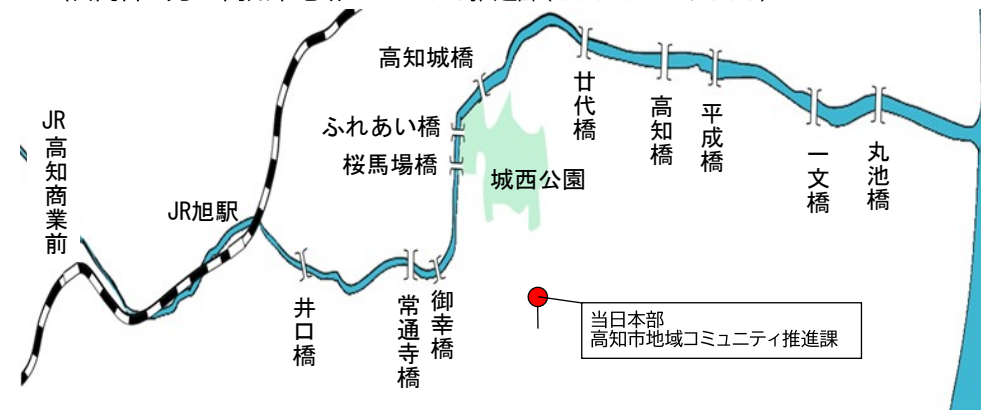 高知城橋
ふれあい橋
桜馬場橋
城西公園
廿代橋
高知橋
平成橋
一文橋
丸池橋
JR高知商業前
JR旭駅
井口橋
常通寺橋
御幸橋
当日本部
高知市地域コミュニティ推進課